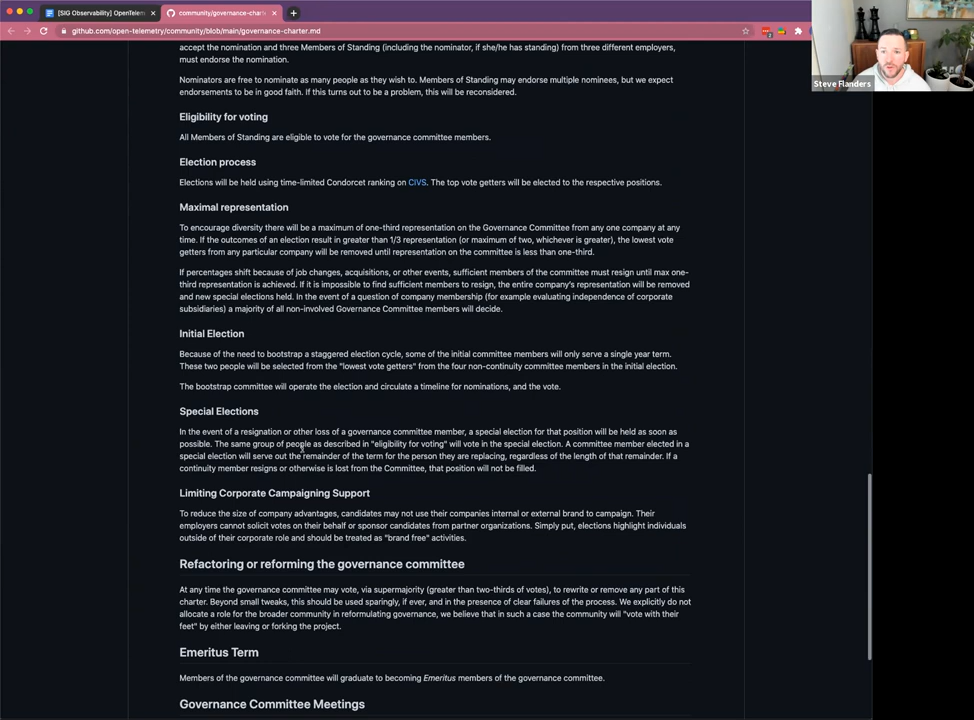 [SIG Observability] OpenTelem
community/governance-charte
github.com/open-telemetry/community/blob/main/governance-charter.md
Steve Flanders
accept the nomination and three Members of Standing (including the nominator, if she/he has standing) from three different employers,
must endorse the nomination.
Nominators are free to nominate as many people as they wish to. Members of Standing may endorse multiple nominees, but we expect
endorsements to be in good faith. If this turns out to be a problem, this will be reconsidered.
Eligibility for voting
All Members of Standing are eligible to vote for the governance committee members.
Election process
Elections will be held using time-limited Condorcet ranking on CIVS. The top vote getters will be elected to the respective positions.
Maximal representation
To encourage diversity there will be a maximum of one-third representation on the Governance Committee from any one company at any
time. If the outcomes of an election result in greater than 1/3 representation (or maximum of two, whichever is greater), the lowest vote
getters from any particular company will be removed until representation on the committee is less than one-third.
If percentages shift because of job changes, acquisitions, or other events, sufficient members of the committee must resign until max one-
third representation is achieved. If it is impossible to find sufficient members to resign, the entire company's representation will be removed
and new special elections held. In the event of a question of company membership (for example evaluating independence of corporate
subsidiaries) a majority of all non-involved Governance Committee members will decide.
Initial Election
Because of the need to bootstrap a staggered election cycle, some of the initial committee members will only serve a single year term.
These two people will be selected from the "lowest vote getters" from the four non-continuity committee members in the initial election.
The bootstrap committee will operate the election and circulate a timeline for nominations, and the vote.
Special Elections
In the event of a resignation or other loss of a governance committee member, a special election for that position will be held as soon as
possible. The same group of people as described in "eligibility for voting" will vote in the special election. A committee member elected in a
special election will serve out the remainder of the term for the person they are replacing, regardless of the length of that remainder. If a
continuity member resigns or otherwise is lost from the Committee, that position will not be filled.
Limiting Corporate Campaigning Support
To reduce the size of company advantages, candidates may not use their companies internal or external brand to campaign. Their
employers cannot solicit votes on their behalf or sponsor candidates from partner organizations. Simply put, elections highlight individuals
outside of their corporate role and should be treated as "brand free" activities.
Refactoring or reforming the governance committee
At any time the governance committee may vote, via supermajority (greater than two-thirds of votes), to rewrite or remove any part of this
charter. Beyond small tweaks, this should be used sparingly, if ever, and in the presence of clear failures of the process. We explicitly do not
allocate a role for the broader community in reformulating governance, we believe that in such a case the community will "vote with their
feet" by either leaving or forking the project.
Emeritus Term
Members of the governance committee will graduate to becoming Emeritus members of the governance committee.
Governance Committee Meetings